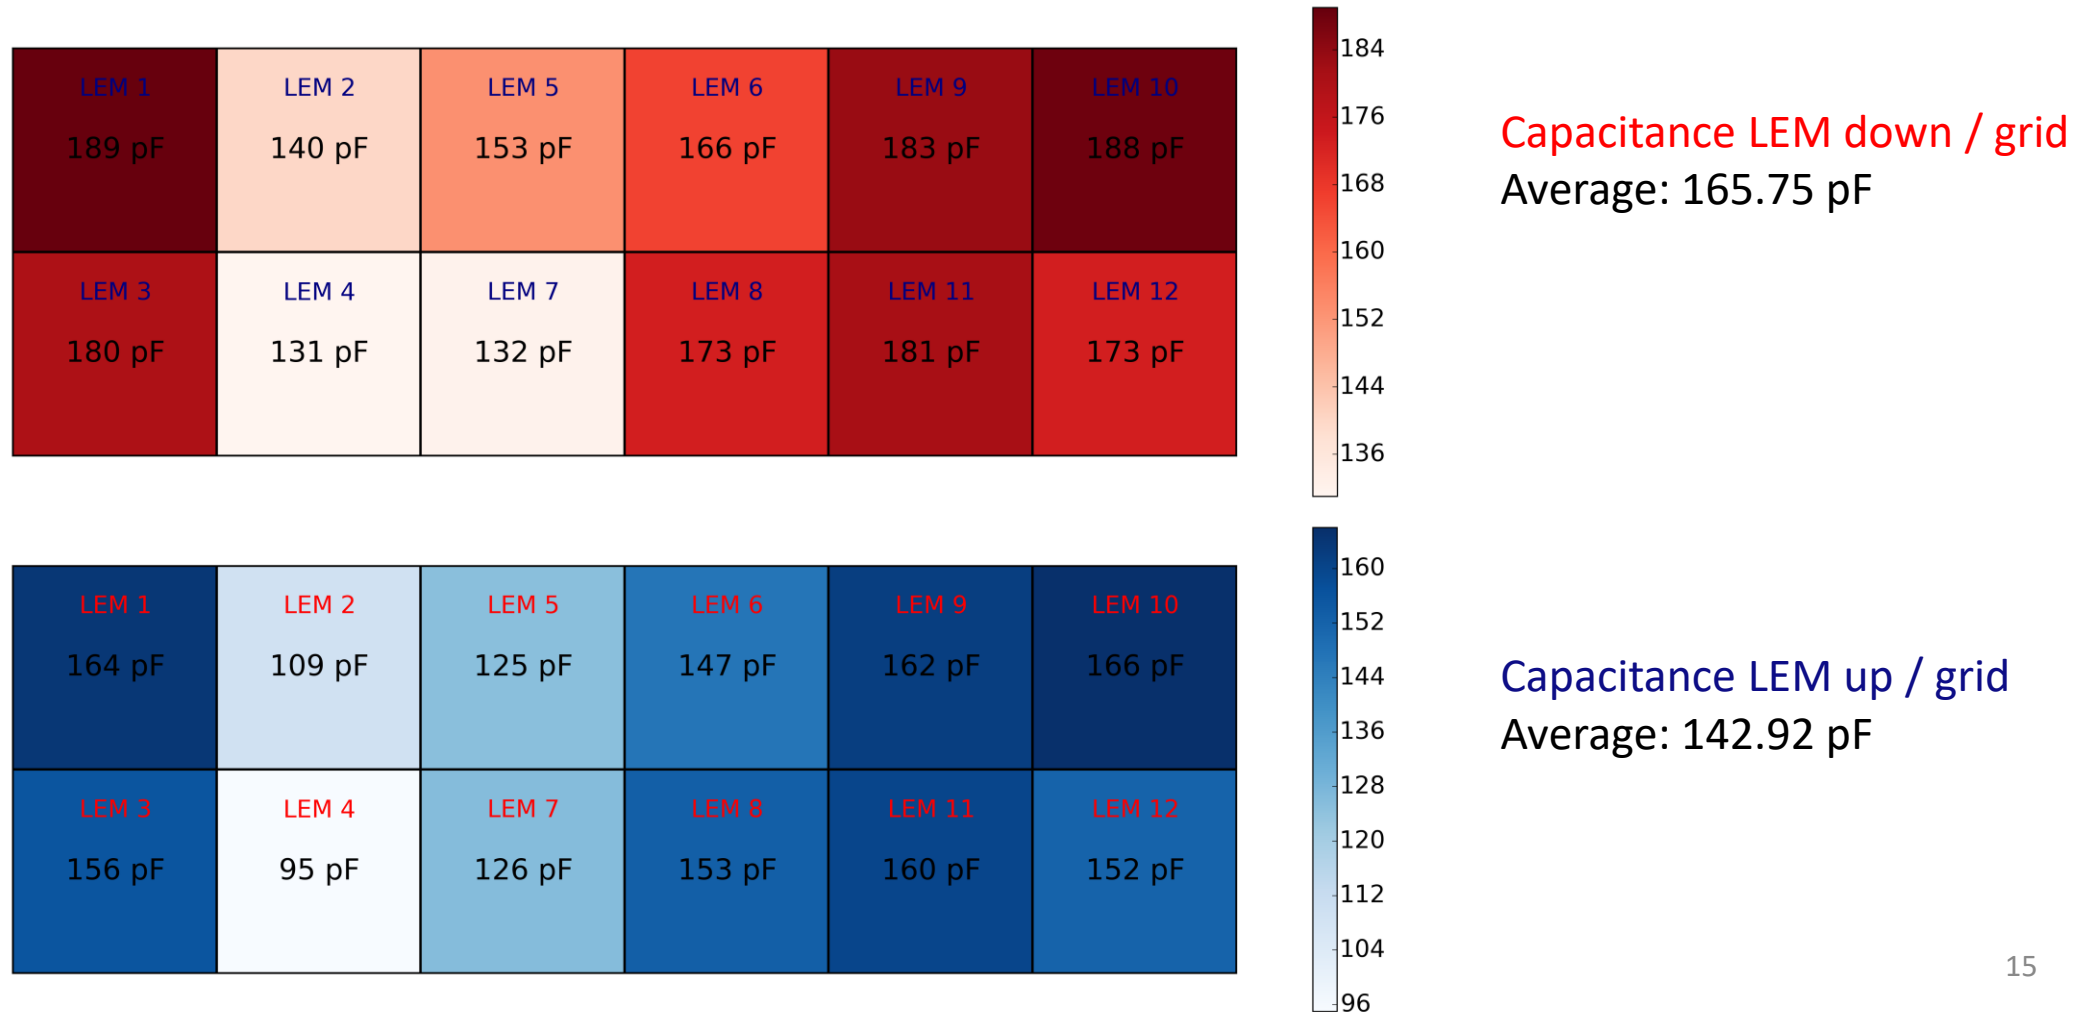 LEM 1 LEM 2 LEM 5 LEM 6 LEM 9 LEM 10
189 pF 140 pF 153 pF 166 pF 183 pF 188 pF
LEM 3 LEM 4 LEM 7 LEM 8 LEM 11 LEM 12
180 pF 131 pF 132 pF 173 pF 181 pF 173 pF
184
176
168
160
152
144
136
Capacitance LEM down / grid
Average: 165.75 pF
LEM 1 LEM 2 LEM 5 LEM 6 LEM 9 LEM 10
164 pF 109 pF 125 pF 147 pF 162 pF 166 pF
LEM 3 LEM 4 LEM 7 LEM 8 LEM 11 LEM 12
156 pF 95 pF 126 pF 153 pF 160 pF 152 pF
160
152
144
136
128
120
112
104
96
Capacitance LEM up / grid
Average: 142.92 pF
15